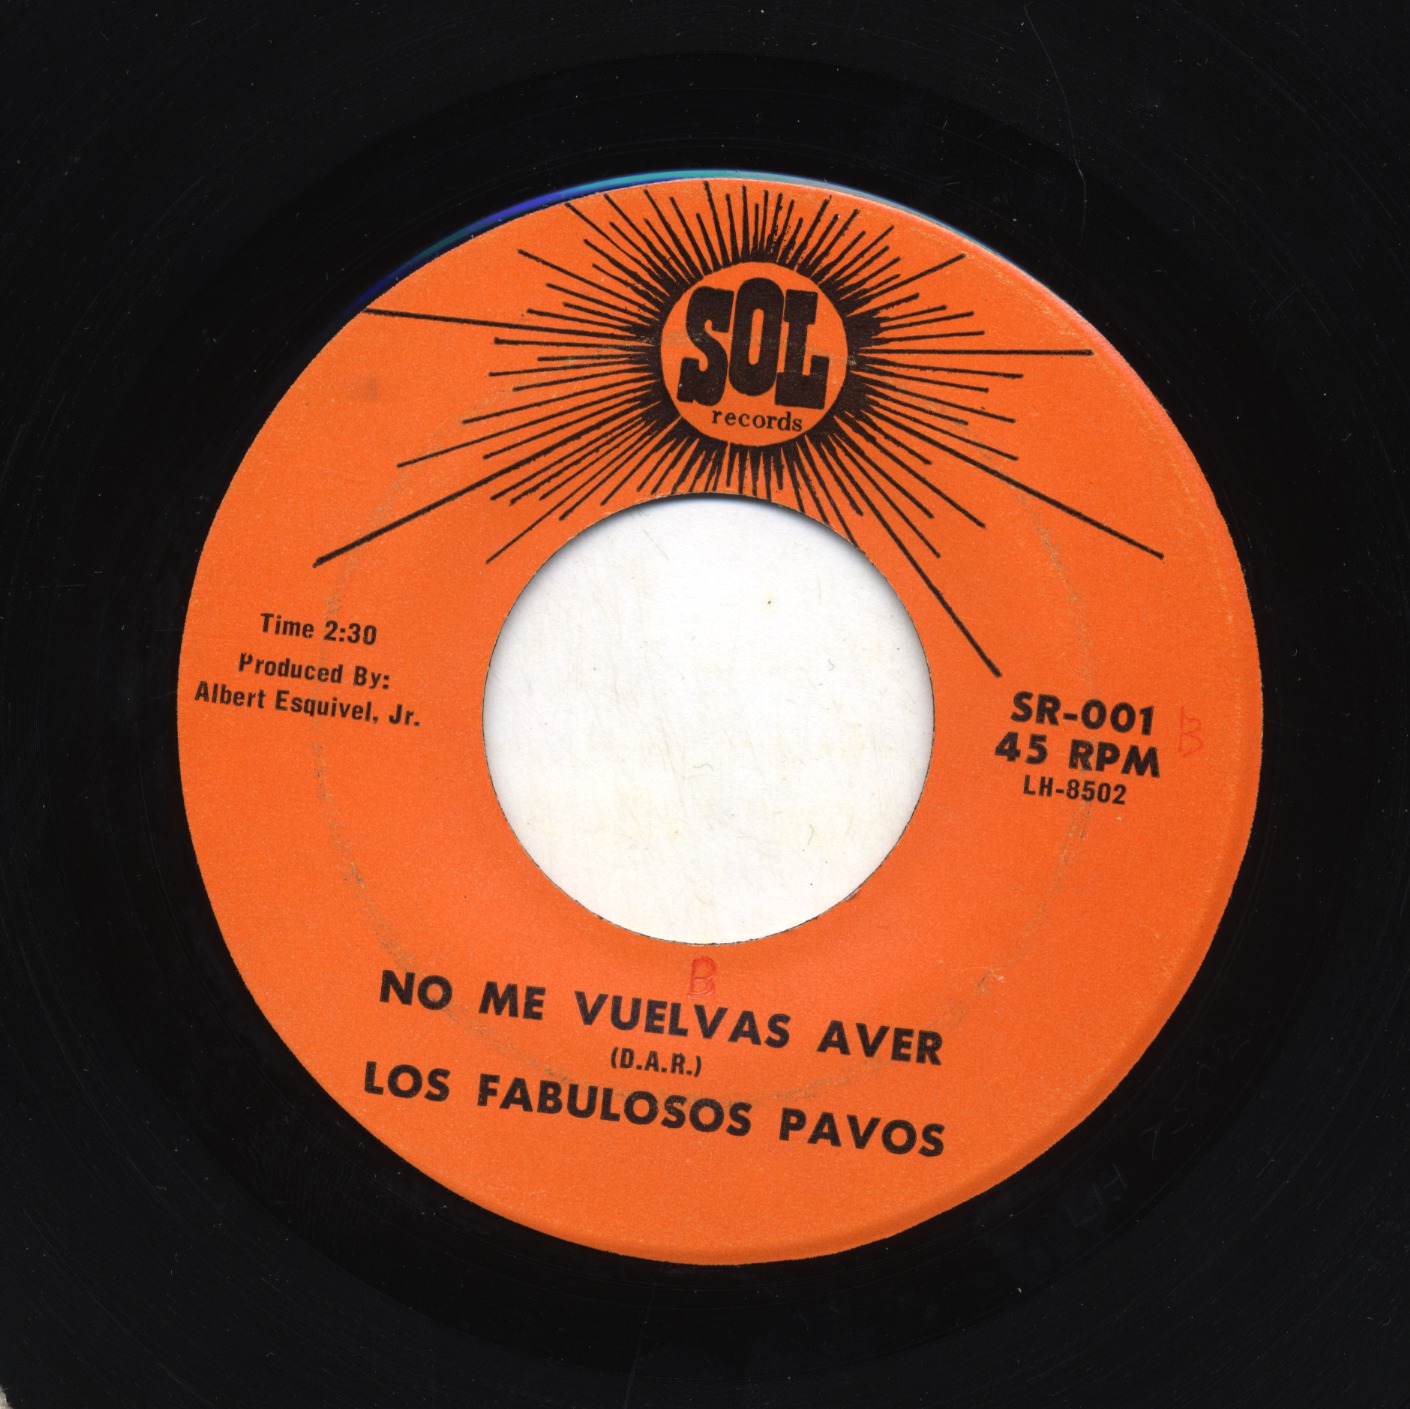 SOL
records
Time 2:30
Produced By:
Albert Esquivel, Jr.
SR-001
B
45 RPM
LH-8502
B
NO ME VUELVAS AVER
(D.A.R.)
LOS FABULOSOS PAVOS